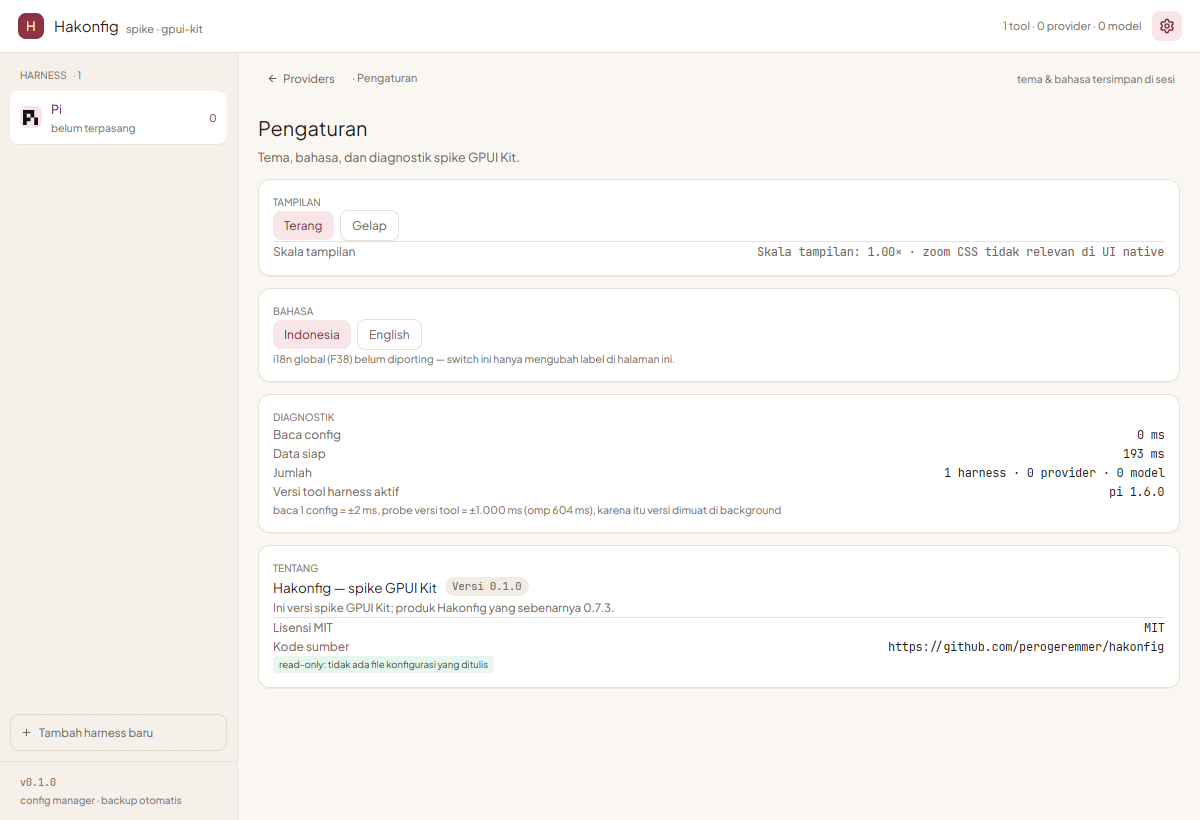 H Hakonfig spike · gpui-kit
1 tool · 0 provider · 0 model
HARNESS · 1
Pi
belum terpasang
0
← Providers · Pengaturan
tema & bahasa tersimpan di sesi
Pengaturan
Tema, bahasa, dan diagnostik spike GPUI Kit.
TAMPILAN
Terang Gelap
Skala tampilan Skala tampilan: 1.00× · zoom CSS tidak relevan di UI native
BAHASA
Indonesia English
i18n global (F38) belum diporting — switch ini hanya mengubah label di halaman ini.
DIAGNOSTIK
Baca config 0 ms
Data siap 193 ms
Jumlah 1 harness · 0 provider · 0 model
Versi tool harness aktif pi 1.6.0
baca 1 config = ±2 ms, probe versi tool = ±1.000 ms (omp 604 ms), karena itu versi dimuat di background
TENTANG
Hakonfig — spike GPUI Kit Versi 0.1.0
Ini versi spike GPUI Kit; produk Hakonfig yang sebenarnya 0.7.3.
Lisensi MIT MIT
Kode sumber https://github.com/perogeremmer/hakonfig
read-only: tidak ada file konfigurasi yang ditulis
+ Tambah harness baru
v0.1.0
config manager · backup otomatis